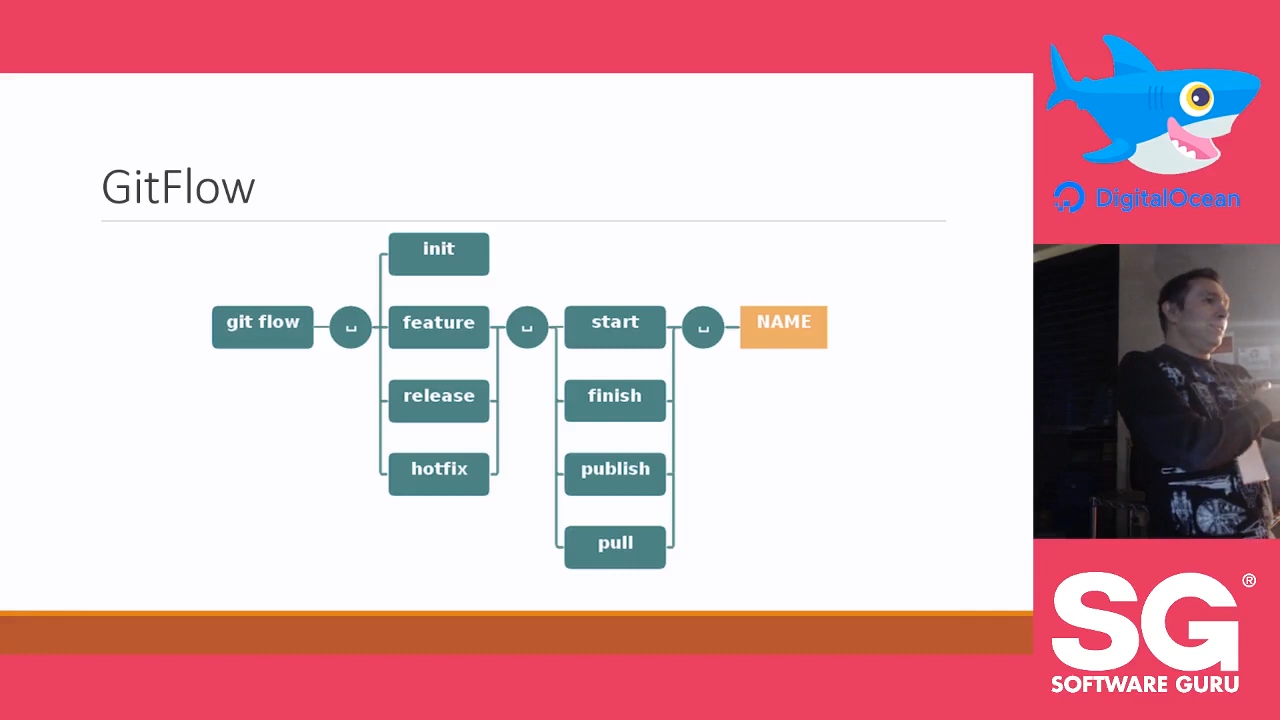 GitFlow
init
git flow
␣
feature
␣
start
␣
NAME
release
finish
hotfix
publish
pull
DigitalOcean
SG®
SOFTWARE GURU